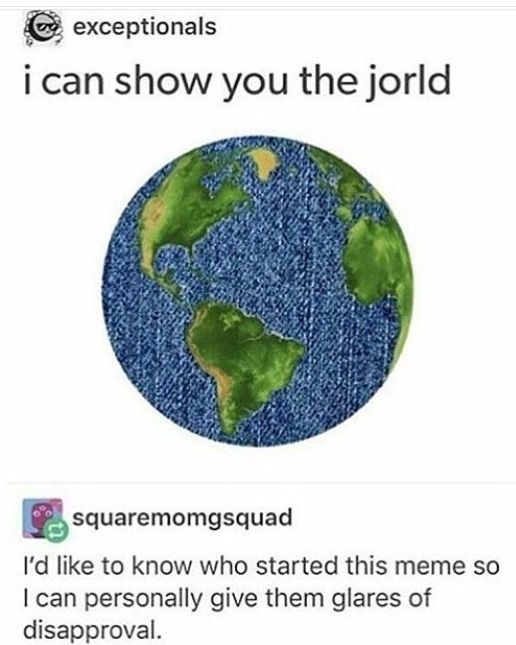 exceptionals
i can show you the jorld
squaremomgsquad
I'd like to know who started this meme so
I can personally give them glares of
disapproval.